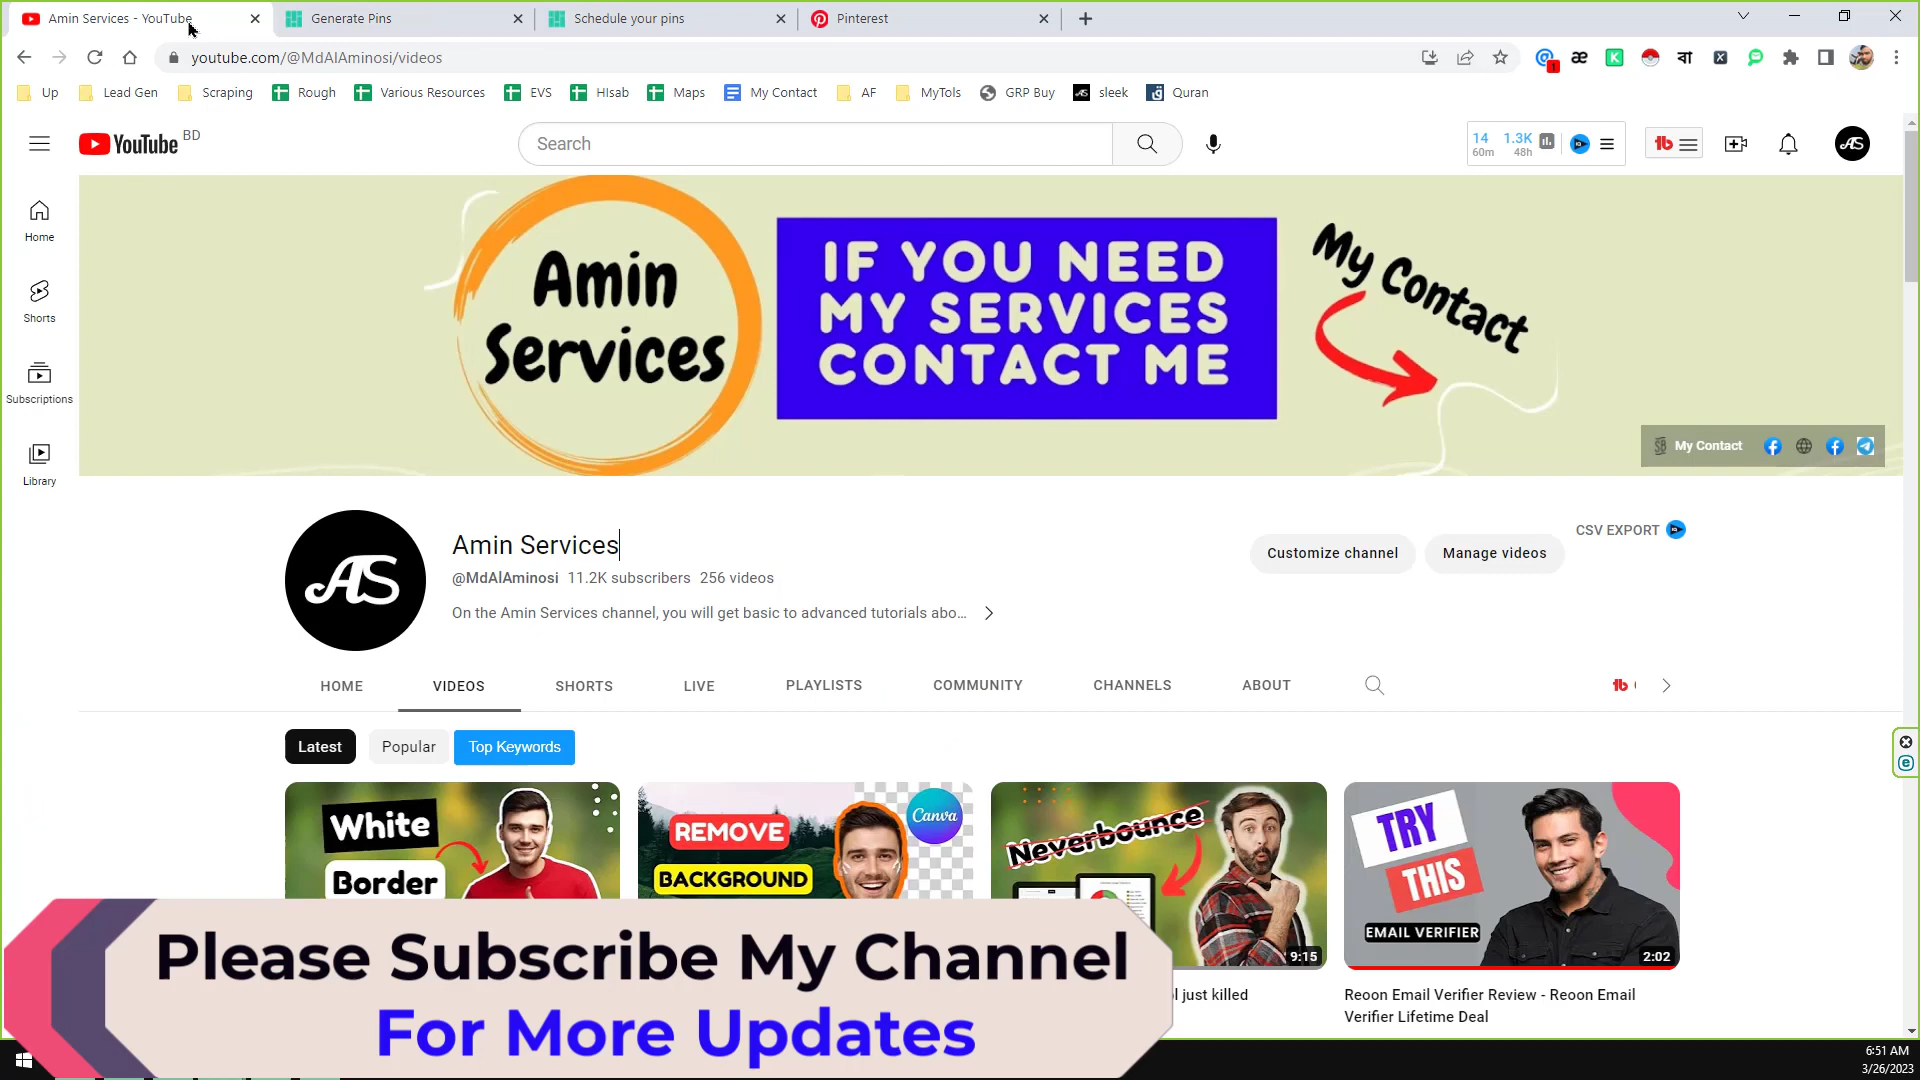 Amin Services - YouTube
Generate Pins
Schedule your pins
Pinterest
youtube.com/@MdAlAminosi/videos
1
বা
Up
Lead Gen
Scraping
Rough
Various Resources
EVS
HIsab
Maps
My Contact
AF
MyTols
GRP Buy
sleek
Quran
YouTube BD
Search
14
60m
1.3K
48h
Home
Shorts
Subscriptions
Library
Amin
Services
IF YOU NEED
MY SERVICES
CONTACT ME
My Contact
My Contact
AS
Amin Services
@MdAlAminosi 11.2K subscribers 256 videos
On the Amin Services channel, you will get basic to advanced tutorials abo...
Customize channel
Manage videos
CSV EXPORT
HOME
VIDEOS
SHORTS
LIVE
PLAYLISTS
COMMUNITY
CHANNELS
ABOUT
Latest
Popular
Top Keywords
White
Border
REMOVE
BACKGROUND
Canva
Neverbounce
9:15
TRY
THIS
EMAIL VERIFIER
2:02
just killed
Reoon Email Verifier Review - Reoon Email
Verifier Lifetime Deal
Please Subscribe My Channel
For More Updates
6:51 AM
3/26/2023